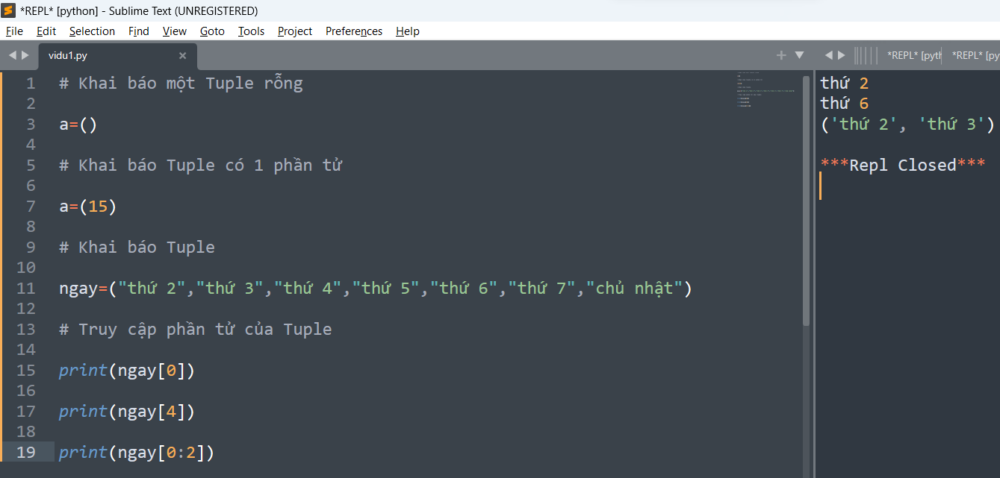 *REPL* [python] - Sublime Text (UNREGISTERED)
File Edit Selection Find View Goto Tools Project Preferences Help
vidu1.py × + *REPL* [pyth *REPL* [py
1 # Khai báo một Tuple rỗng
2
3 a=()
4
5 # Khai báo Tuple có 1 phần tử
6
7 a=(15)
8
9 # Khai báo Tuple
10
11 ngay=("thứ 2","thứ 3","thứ 4","thứ 5","thứ 6","thứ 7","chủ nhật")
12
13 # Truy cập phần tử của Tuple
14
15 print(ngay[0])
16
17 print(ngay[4])
18
19 print(ngay[0:2])
thứ 2
thứ 6
('thứ 2', 'thứ 3')
***Repl Closed***